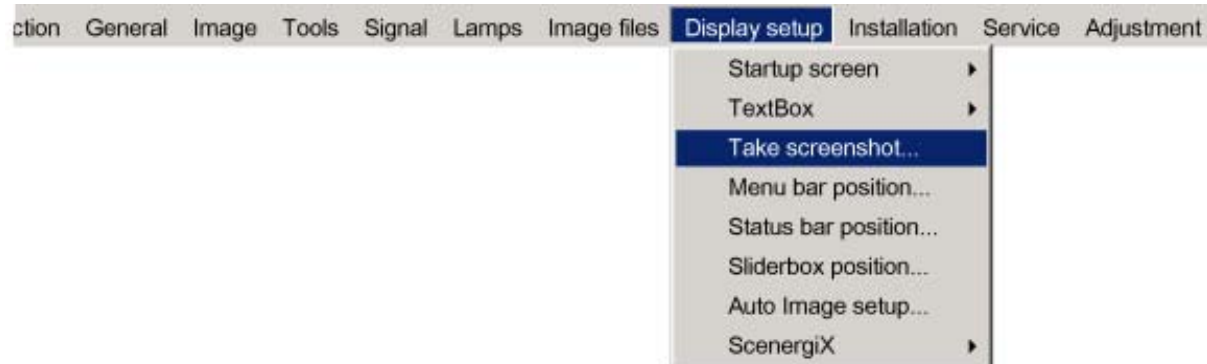 ction General Image Tools Signal Lamps Image files Display setup Installation Service Adjustment
Startup screen
TextBox
Take screenshot...
Menu bar position...
Status bar position...
Sliderbox position...
Auto Image setup...
ScenergiX